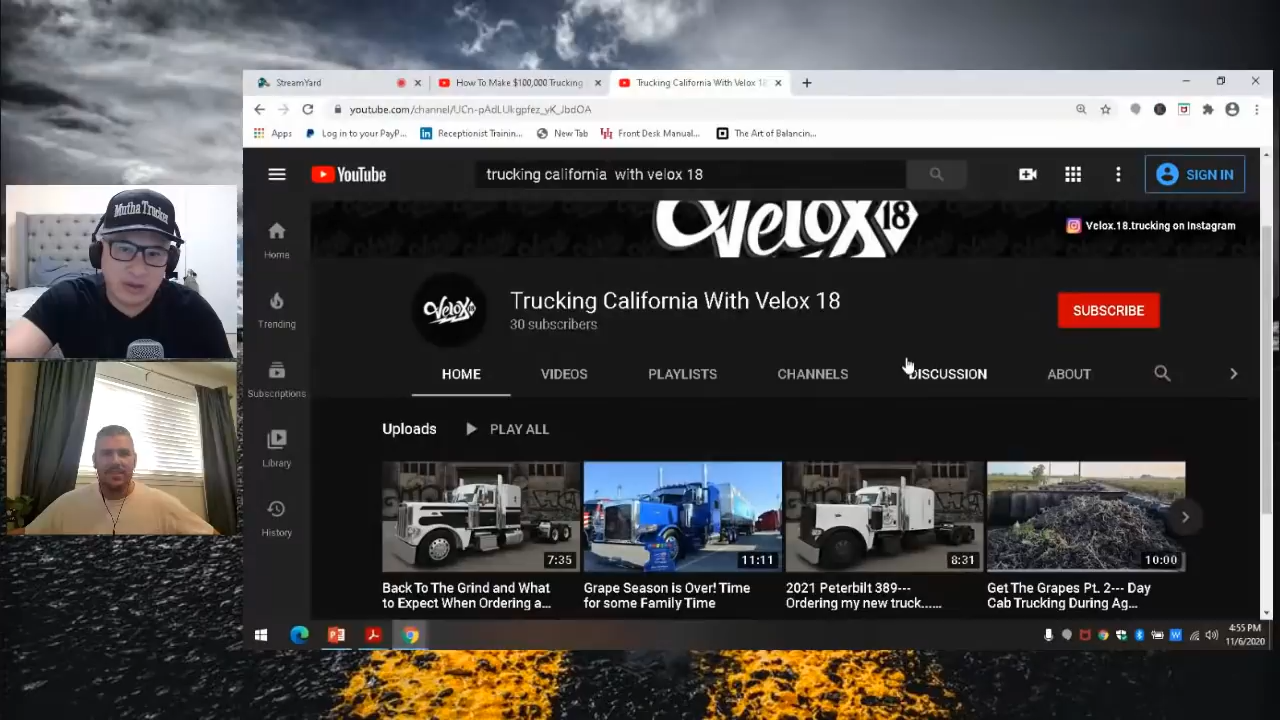 StreamYard
How To Make $100,000 Trucking
Trucking California With Velox 18
youtube.com/channel/UCn-pAdLUkgpfez_yK_JbdOA
Apps
Log in to your PayP...
Receptionist Trainin...
New Tab
Front Desk Manual...
The Art of Balancin...
YouTube
trucking california with velox 18
SIGN IN
Velox 18
Velox.18.trucking on Instagram
Mutha Trucker
Home
Trending
Subscriptions
Library
History
Velox
Trucking California With Velox 18
30 subscribers
SUBSCRIBE
HOME
VIDEOS
PLAYLISTS
CHANNELS
DISCUSSION
ABOUT
Uploads
PLAY ALL
7:35
11:11
8:31
10:00
Back To The Grind and What
to Expect When Ordering a...
Grape Season is Over! Time
for some Family Time
2021 Peterbilt 389---
Ordering my new truck......
Get The Grapes Pt. 2--- Day
Cab Trucking During Ag...
4:55 PM
11/6/2020